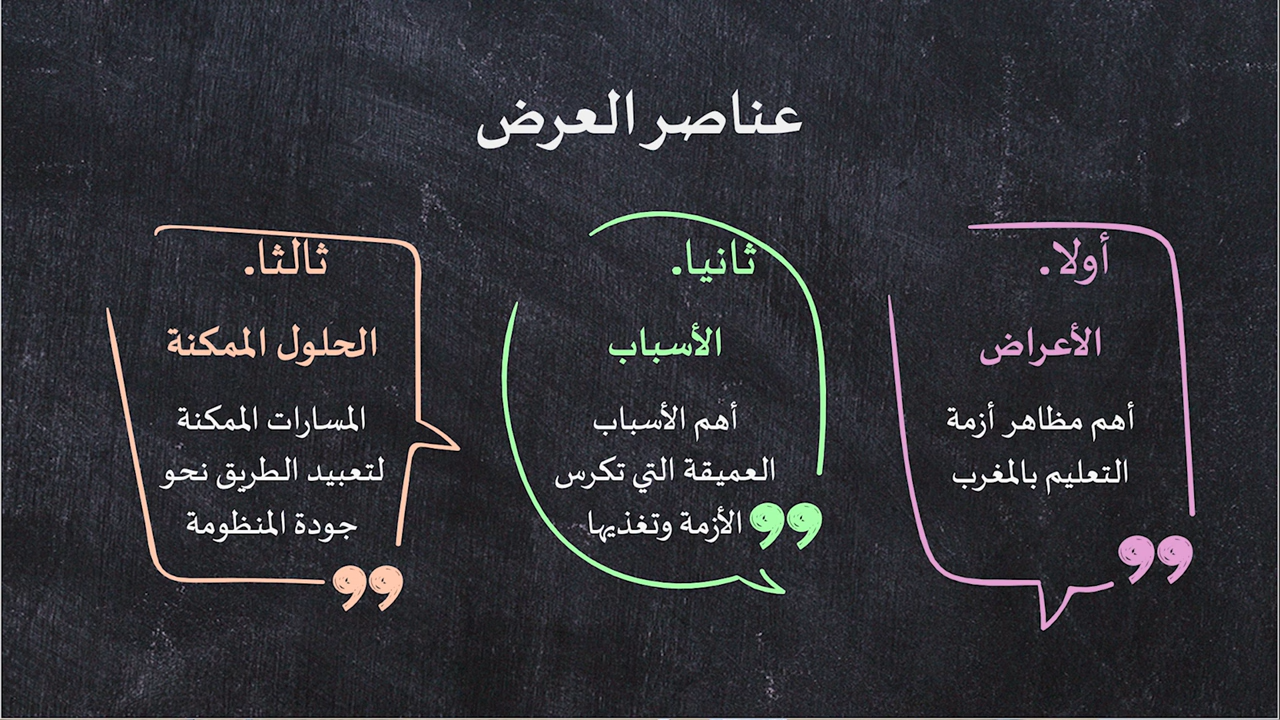 عناصر العرض
أولا.
الأعراض
أهم مظاهر أزمة
التعليم بالمغرب
ثانيا.
الأسباب
أهم الأسباب
العميقة التي تكرس
الأزمة وتغذيها
ثالثا.
الحلول الممكنة
المسارات الممكنة
لتعبيد الطريق نحو
جودة المنظومة